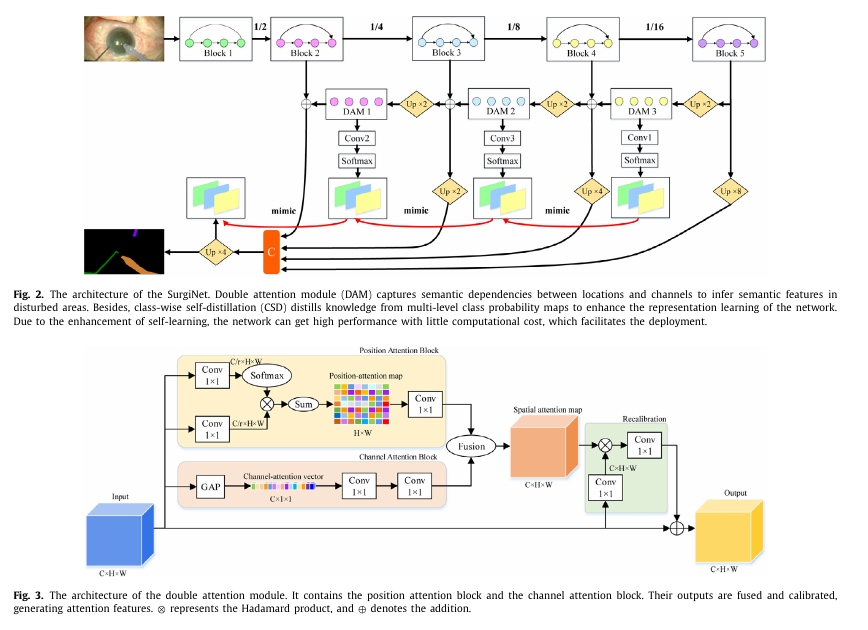 1/2
1/4
1/8
1/16
Block 1
Block 2
Block 3
Block 4
Block 5
DAM 1
Up ×2
DAM 2
Up ×2
DAM 3
Up ×2
Conv2
Conv3
Conv1
Softmax
Softmax
Softmax
Up ×2
Up ×4
Up ×8
mimic
mimic
mimic
Up ×4
C
Fig. 2. The architecture of the SurgiNet. Double attention module (DAM) captures semantic dependencies between locations and channels to infer semantic features in
disturbed areas. Besides, class-wise self-distillation (CSD) distills knowledge from multi-level class probability maps to enhance the representation learning of the network.
Due to the enhancement of self-learning, the network can get high performance with little computational cost, which facilitates the deployment.
Position Attention Block
C/r×H×W
Conv
1×1
Softmax
Position-attention map
Sum
Conv
1×1
Conv
1×1
C/r×H×W
H×W
Channel Attention Block
GAP
Channel-attention vector
C×1×1
Conv
1×1
Conv
1×1
Fusion
Spatial attention map
C×H×W
Recalibration
Conv
1×1
C×H×W
Conv
1×1
Input
C×H×W
Output
C×H×W
Fig. 3. The architecture of the double attention module. It contains the position attention block and the channel attention block. Their outputs are fused and calibrated,
generating attention features. ⊗ represents the Hadamard product, and ⊕ denotes the addition.